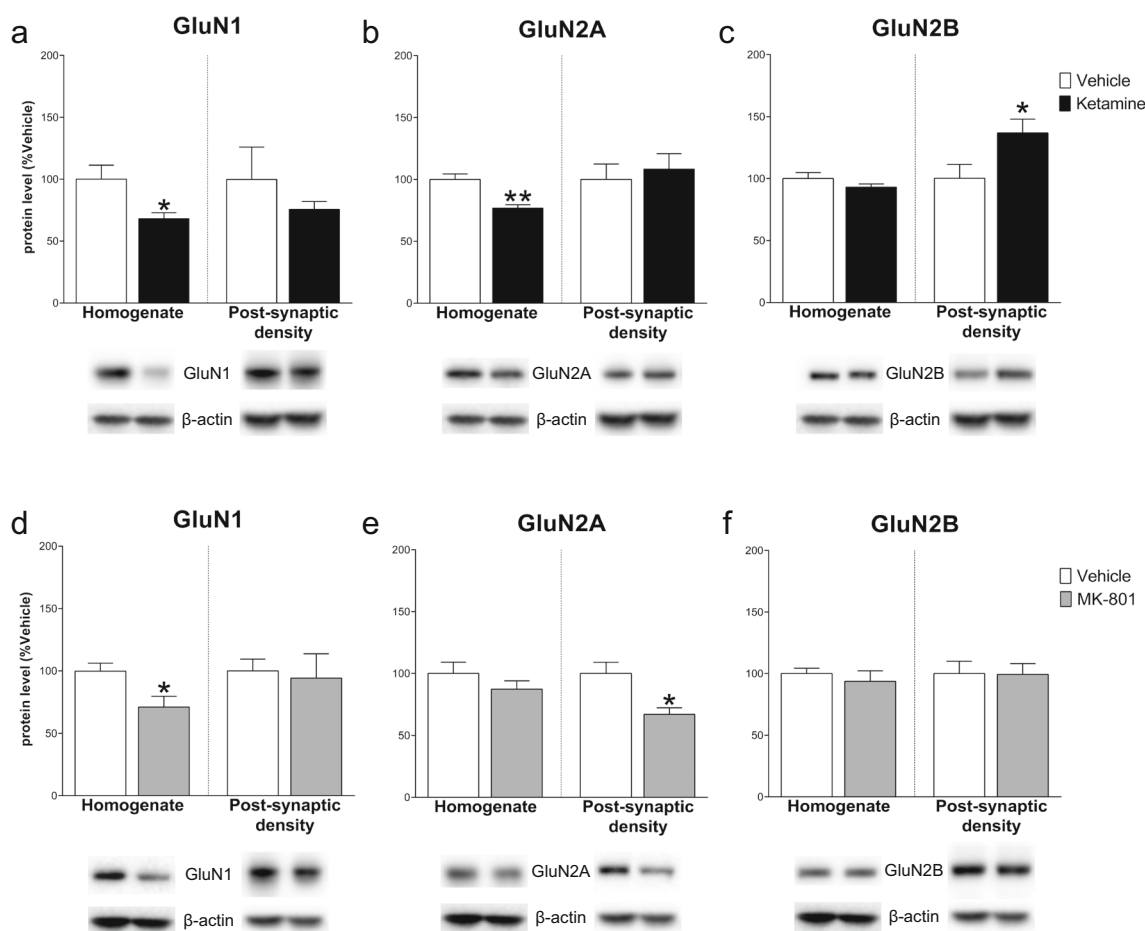 a
GluN1
b
GluN2A
c
GluN2B
protein level (%Vehicle)
200
150
100
50
0
*
Homogenate
Post-synaptic
density
200
150
100
50
0
**
Homogenate
Post-synaptic
density
200
150
100
50
0
*
Homogenate
Post-synaptic
density
Vehicle
Ketamine
GluN1
β-actin
GluN2A
β-actin
GluN2B
β-actin
d
GluN1
e
GluN2A
f
GluN2B
protein level (%Vehicle)
200
150
100
50
0
*
Homogenate
Post-synaptic
density
200
150
100
50
0
*
Homogenate
Post-synaptic
density
200
150
100
50
0
Homogenate
Post-synaptic
density
Vehicle
MK-801
GluN1
β-actin
GluN2A
β-actin
GluN2B
β-actin